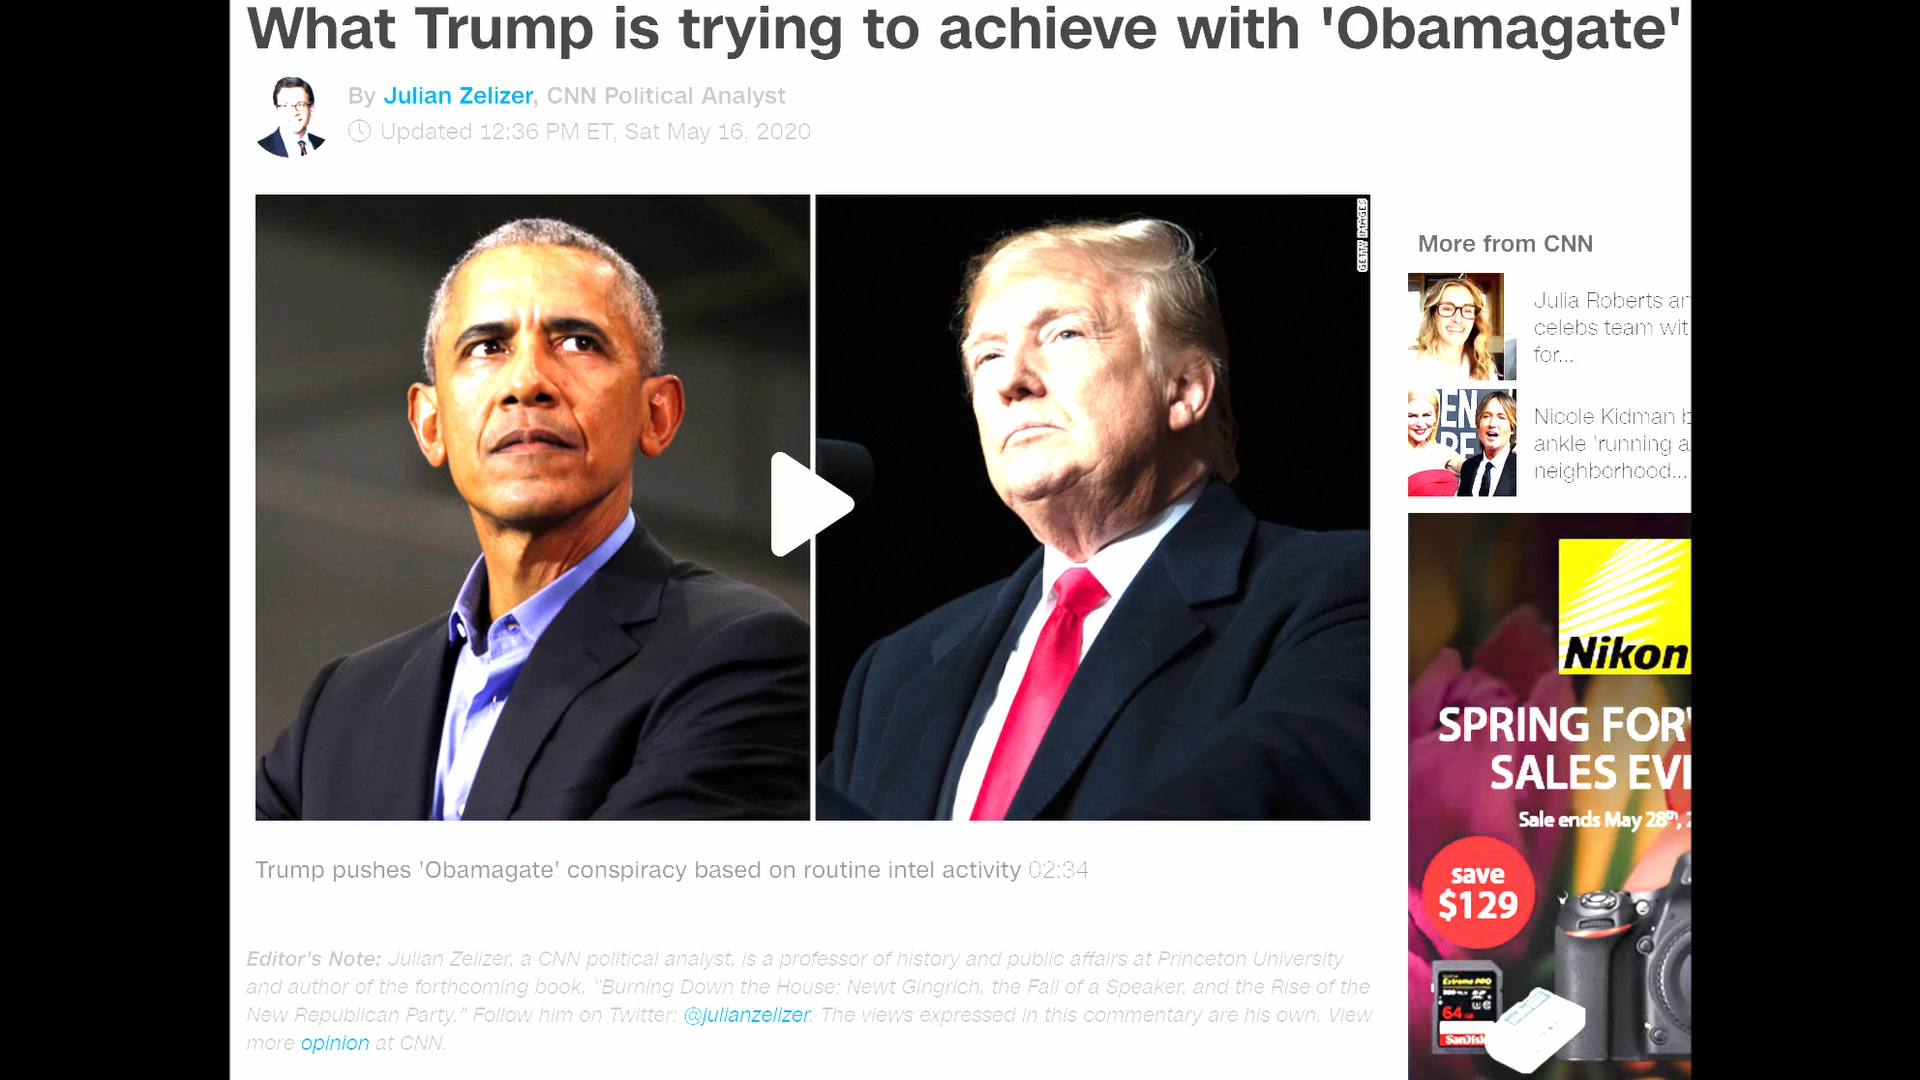 What Trump is trying to achieve with 'Obamagate'
By Julian Zelizer, CNN Political Analyst
Updated 12:36 PM ET, Sat May 16, 2020
GETTY IMAGES
Trump pushes 'Obamagate' conspiracy based on routine intel activity 02:34
Editor's Note: Julian Zelizer, a CNN political analyst, is a professor of history and public affairs at Princeton University
and author of the forthcoming book, "Burning Down the House: Newt Gingrich, the Fall of a Speaker, and the Rise of the
New Republican Party." Follow him on Twitter: @julianzelizer. The views expressed in this commentary are his own. View
more opinion at CNN.
More from CNN
Julia Roberts
celebs team
for...
Nicole Kidman
ankle 'running
neighborhood...
Nikon
SPRING
SALES
Sale ends May 28th,
save
$129
Extreme PRO
64
SanDisk